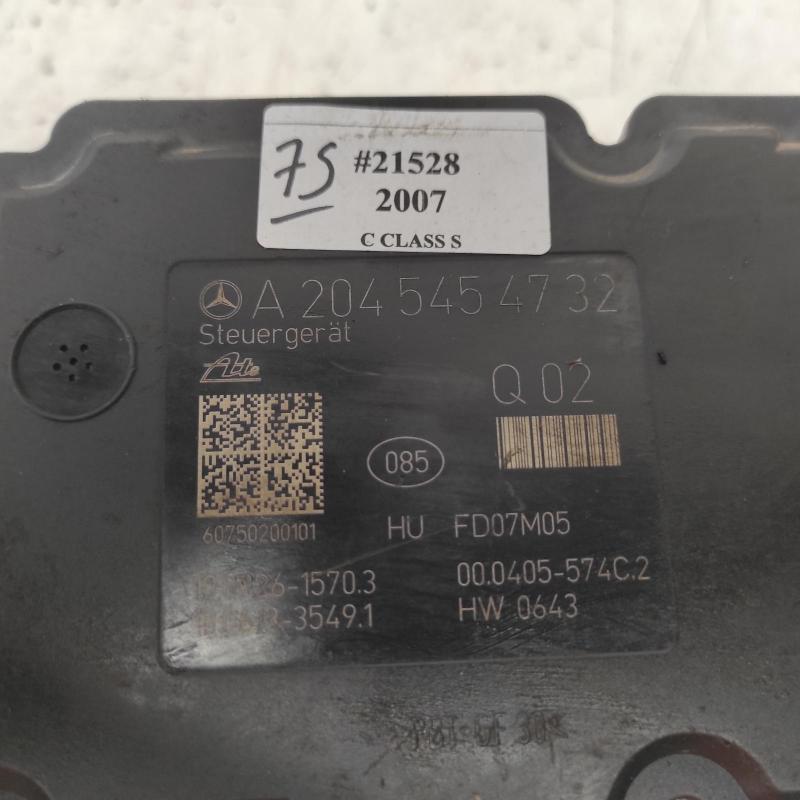 75
#21528
2007
C CLASS S
A 204 545 47 32
Steuergerät
Ate
Q 02
085
60750200101
HU FD07M05
00.0405-574C.2
HW 0643